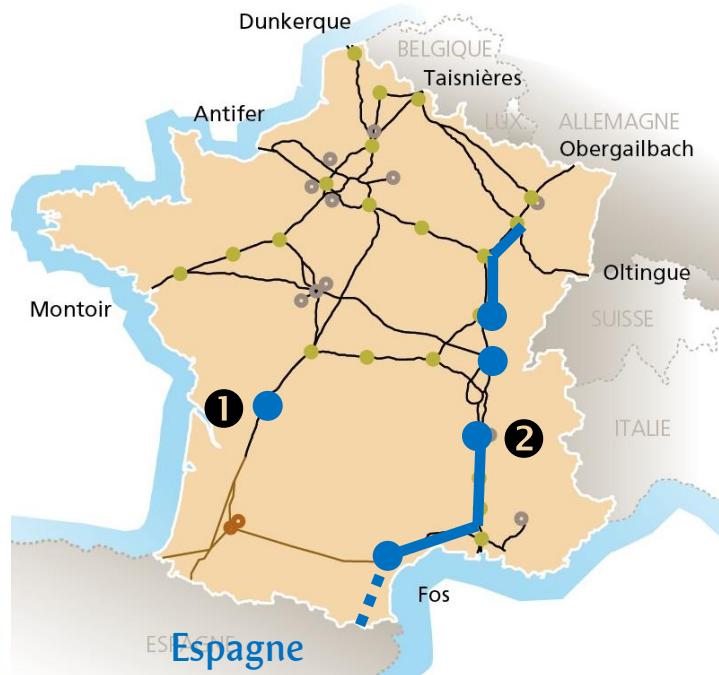 Dunkerque
BELGIQUE
Taisnières
Antifer
LUX.
ALLEMAGNE
Obergailbach
Oltingue
Montoir
SUISSE
1
2
ITALIE
Fos
ESPAGNE
Espagne